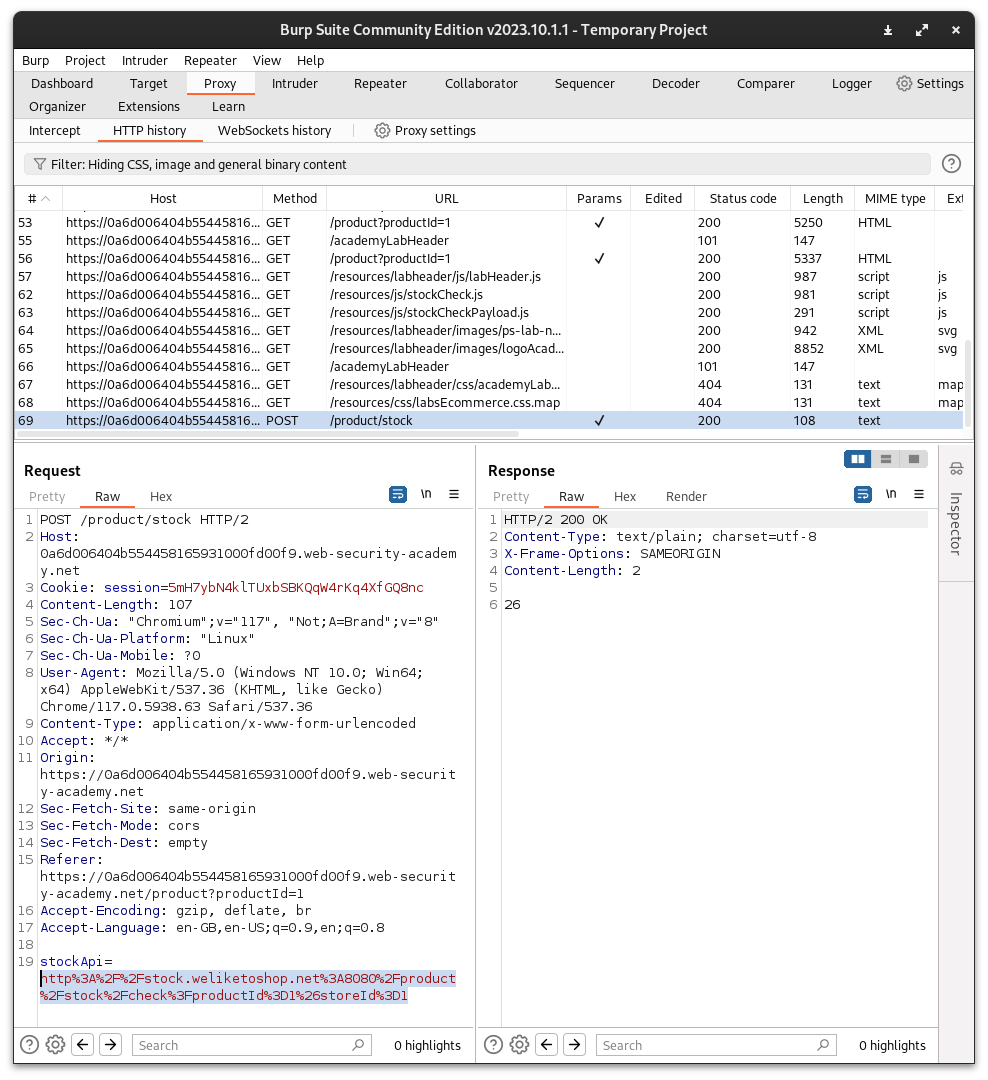 Burp Suite Community Edition v2023.10.1.1 - Temporary Project
Burp Project Intruder Repeater View Help
Dashboard Target Proxy Intruder Repeater Collaborator Sequencer Decoder Comparer Logger Settings
Organizer Extensions Learn
Intercept HTTP history WebSockets history Proxy settings
Filter: Hiding CSS, image and general binary content
# Host Method URL Params Edited Status code Length MIME type Ext
53 https://0a6d006404b55445816... GET /product?productId=1 ✓ 200 5250 HTML
55 https://0a6d006404b55445816... GET /academyLabHeader 101 147
56 https://0a6d006404b55445816... GET /product?productId=1 ✓ 200 5337 HTML
57 https://0a6d006404b55445816... GET /resources/labheader/js/labHeader.js 200 987 script js
62 https://0a6d006404b55445816... GET /resources/js/stockCheck.js 200 981 script js
63 https://0a6d006404b55445816... GET /resources/js/stockCheckPayload.js 200 291 script js
64 https://0a6d006404b55445816... GET /resources/labheader/images/ps-lab-n... 200 942 XML svg
65 https://0a6d006404b55445816... GET /resources/labheader/images/logoAcad... 200 8852 XML svg
66 https://0a6d006404b55445816... GET /academyLabHeader 101 147
67 https://0a6d006404b55445816... GET /resources/labheader/css/academyLab... 404 131 text map
68 https://0a6d006404b55445816... GET /resources/css/labsEcommerce.css.map 404 131 text map
69 https://0a6d006404b55445816... POST /product/stock ✓ 200 108 text
Request
Pretty Raw Hex \n
1 POST /product/stock HTTP/2
2 Host:
0a6d006404b554458165931000fd00f9.web-security-academ
y.net
3 Cookie: session=5mH7ybN4klTUxbSBKQqW4rKq4XfGQ8nc
4 Content-Length: 107
5 Sec-Ch-Ua: "Chromium";v="117", "Not;A=Brand";v="8"
6 Sec-Ch-Ua-Platform: "Linux"
7 Sec-Ch-Ua-Mobile: ?0
8 User-Agent: Mozilla/5.0 (Windows NT 10.0; Win64;
x64) AppleWebKit/537.36 (KHTML, like Gecko)
Chrome/117.0.5938.63 Safari/537.36
9 Content-Type: application/x-www-form-urlencoded
10 Accept: */*
11 Origin:
https://0a6d006404b554458165931000fd00f9.web-securit
y-academy.net
12 Sec-Fetch-Site: same-origin
13 Sec-Fetch-Mode: cors
14 Sec-Fetch-Dest: empty
15 Referer:
https://0a6d006404b554458165931000fd00f9.web-securit
y-academy.net/product?productId=1
16 Accept-Encoding: gzip, deflate, br
17 Accept-Language: en-GB,en-US;q=0.9,en;q=0.8
18
19 stockApi=
http%3A%2F%2Fstock.weliketoshop.net%3A8080%2Fproduct
%2Fstock%2Fcheck%3FproductId%3D1%26storeId%3D1
Search 0 highlights
Response
Pretty Raw Hex Render \n
1 HTTP/2 200 OK
2 Content-Type: text/plain; charset=utf-8
3 X-Frame-Options: SAMEORIGIN
4 Content-Length: 2
5
6 26
Search 0 highlights
Inspector